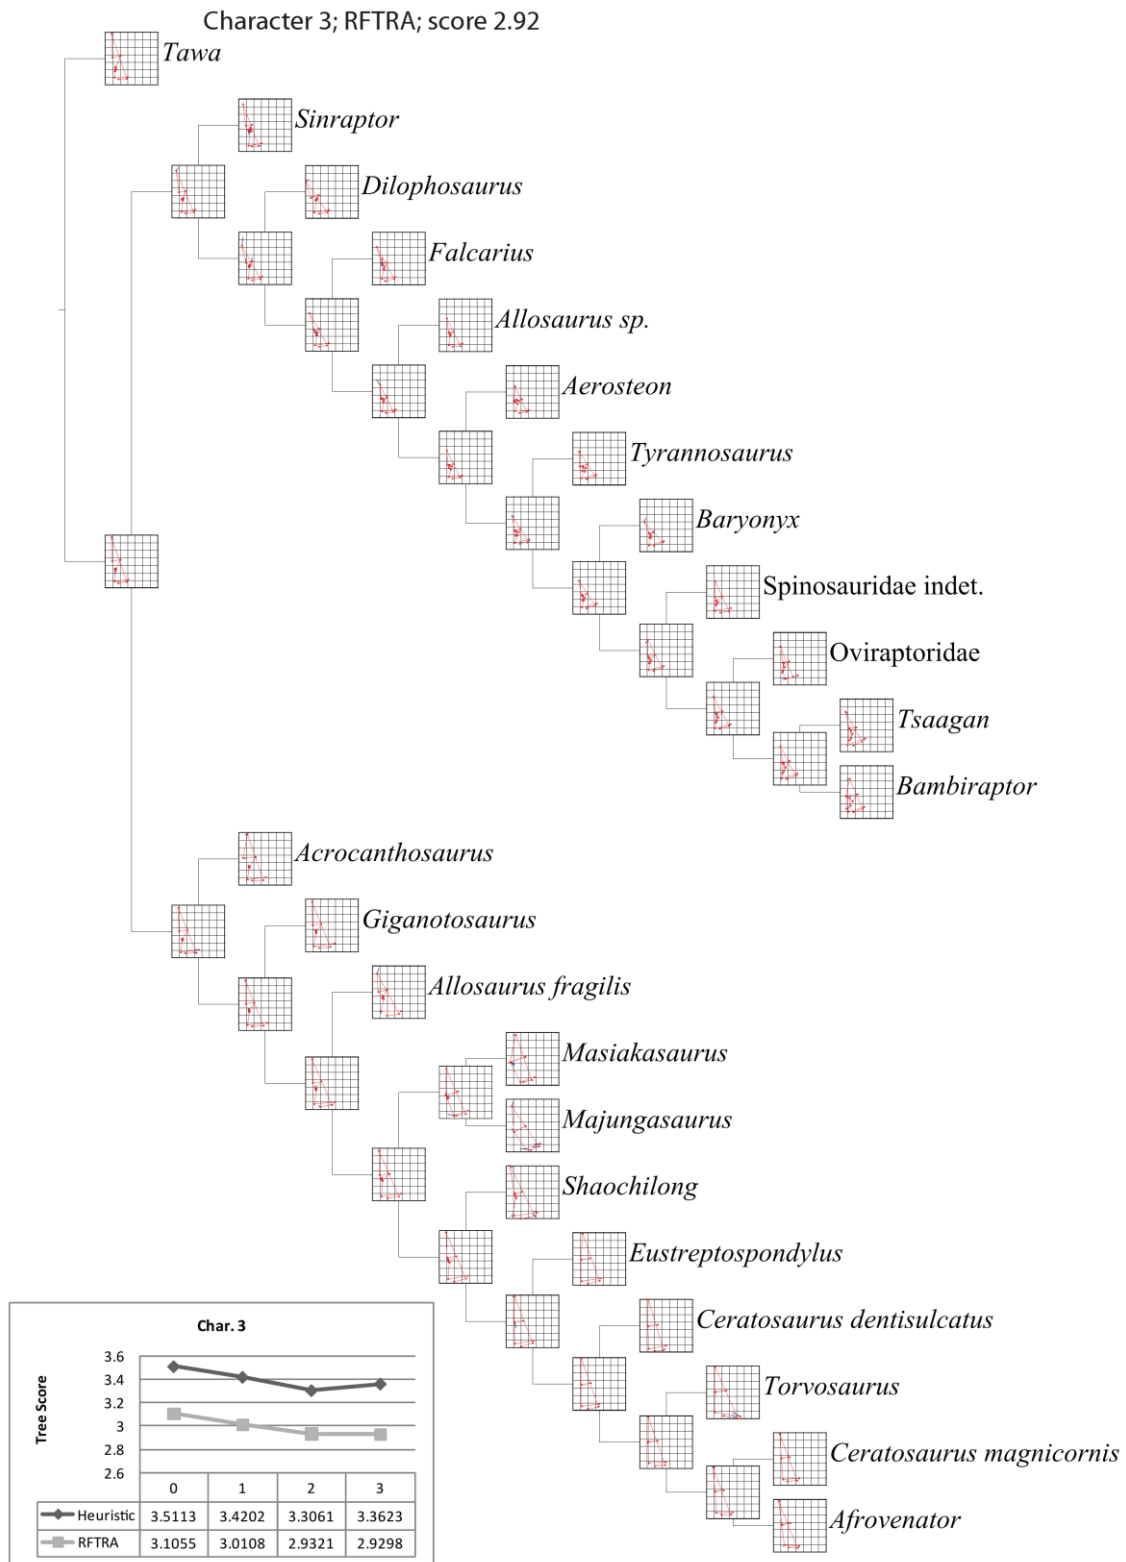 Character 3; RFTRA; score 2.92
Tawa
Sinraptor
Dilophosaurus
Falcarius
Allosaurus sp.
Aerosteon
Tyrannosaurus
Baryonyx
Spinosauridae indet.
Oviraptoridae
Tsaagan
Bambiraptor
Acrocanthosaurus
Giganotosaurus
Allosaurus fragilis
Masiakasaurus
Majungasaurus
Shaochilong
Eustreptospondylus
Ceratosaurus dentisulcatus
Torvosaurus
Ceratosaurus magnicornis
Afrovenator
Char. 3
Tree Score
3.6
3.4
3.2
3
2.8
2.6
0 1 2 3
Heuristic 3.5113 3.4202 3.3061 3.3623
RFTRA 3.1055 3.0108 2.9321 2.9298